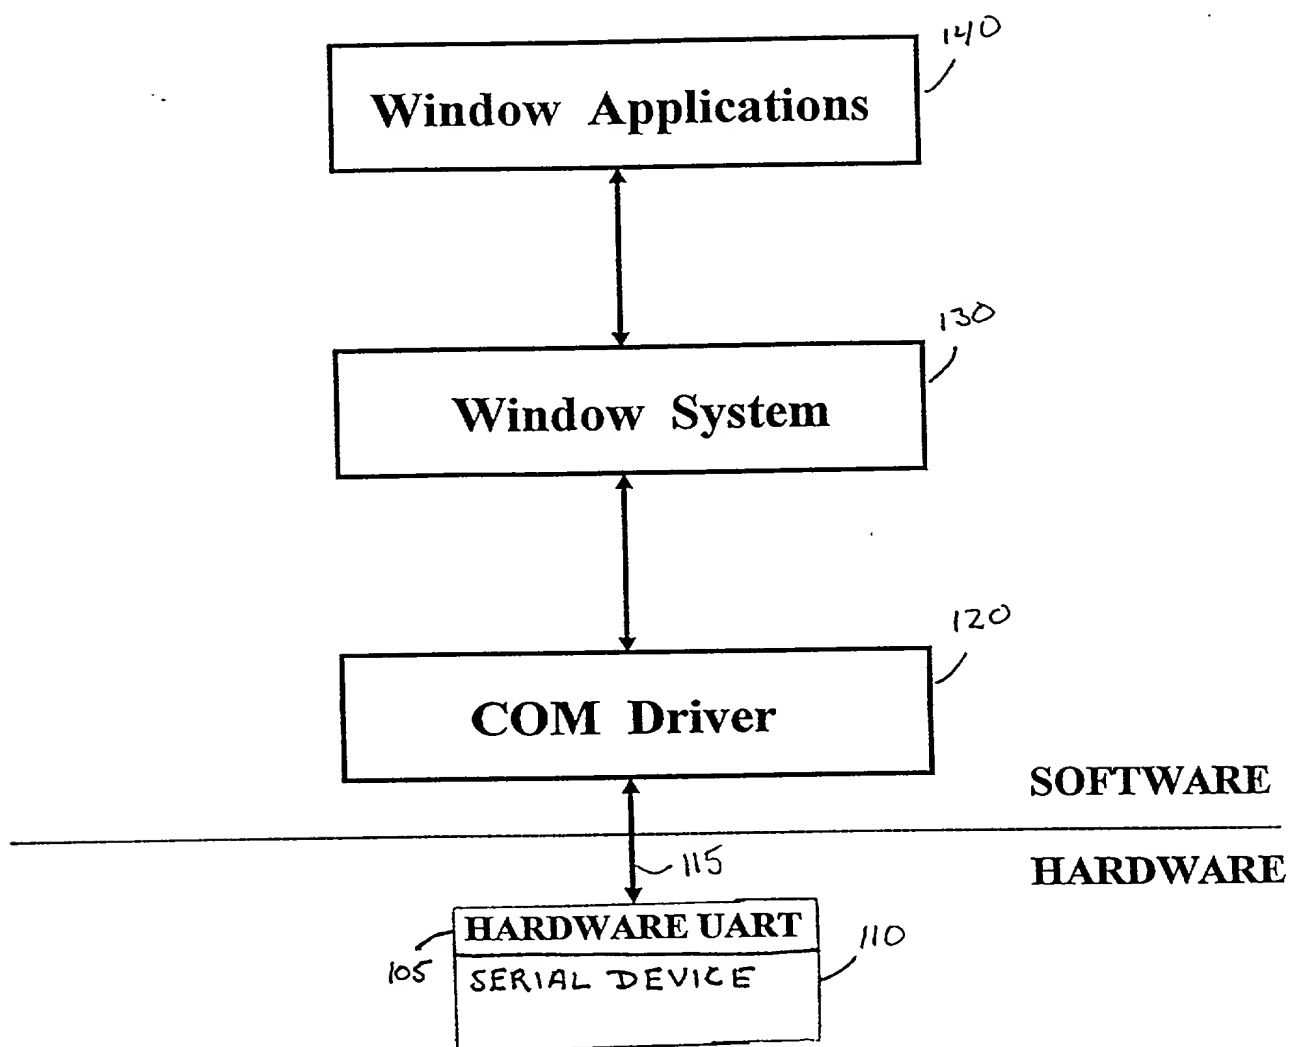 140
Window Applications
130
Window System
120
COM Driver
SOFTWARE
HARDWARE
115
HARDWARE UART
105
110
SERIAL DEVICE